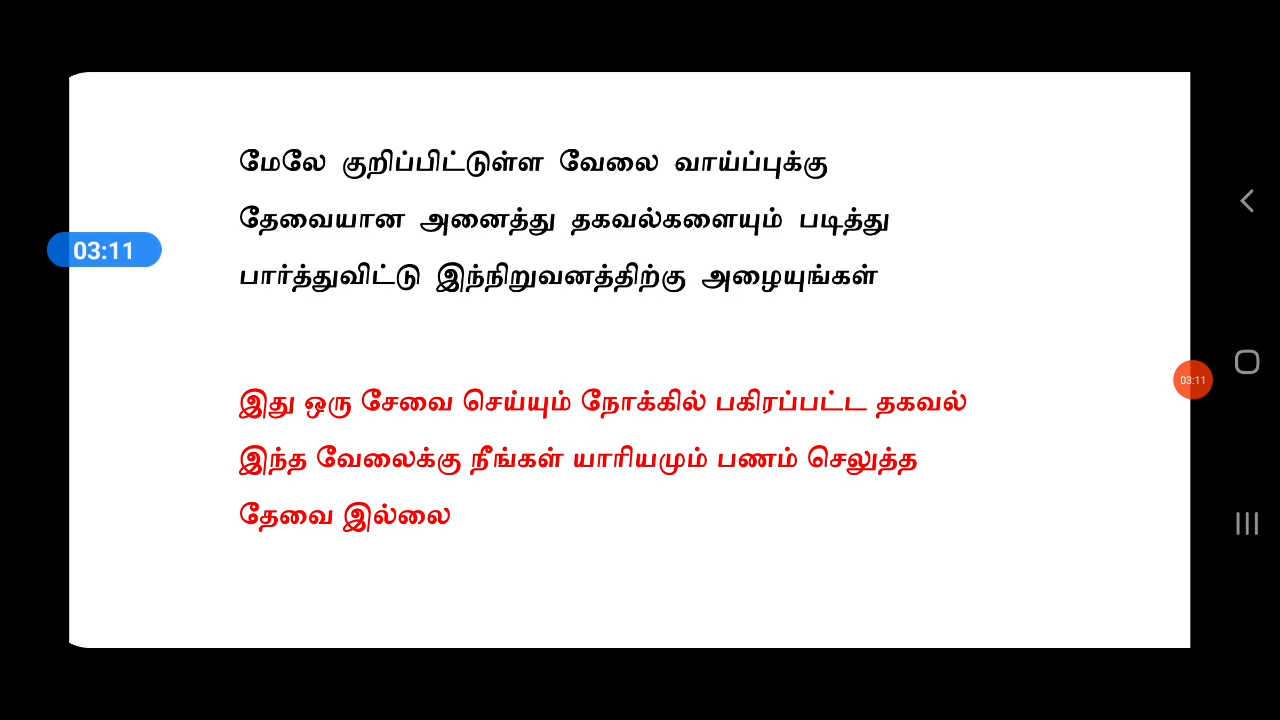 மேலே குறிப்பிட்டுள்ள வேலை வாய்ப்புக்கு
தேவையான அனைத்து தகவல்களையும் படித்து
பார்த்துவிட்டு இந்நிறுவனத்திற்கு அழையுங்கள்
இது ஒரு சேவை செய்யும் நோக்கில் பகிரப்பட்ட தகவல்
இந்த வேலைக்கு நீங்கள் யாரியமும் பணம் செலுத்த
தேவை இல்லை
03:11
03:11